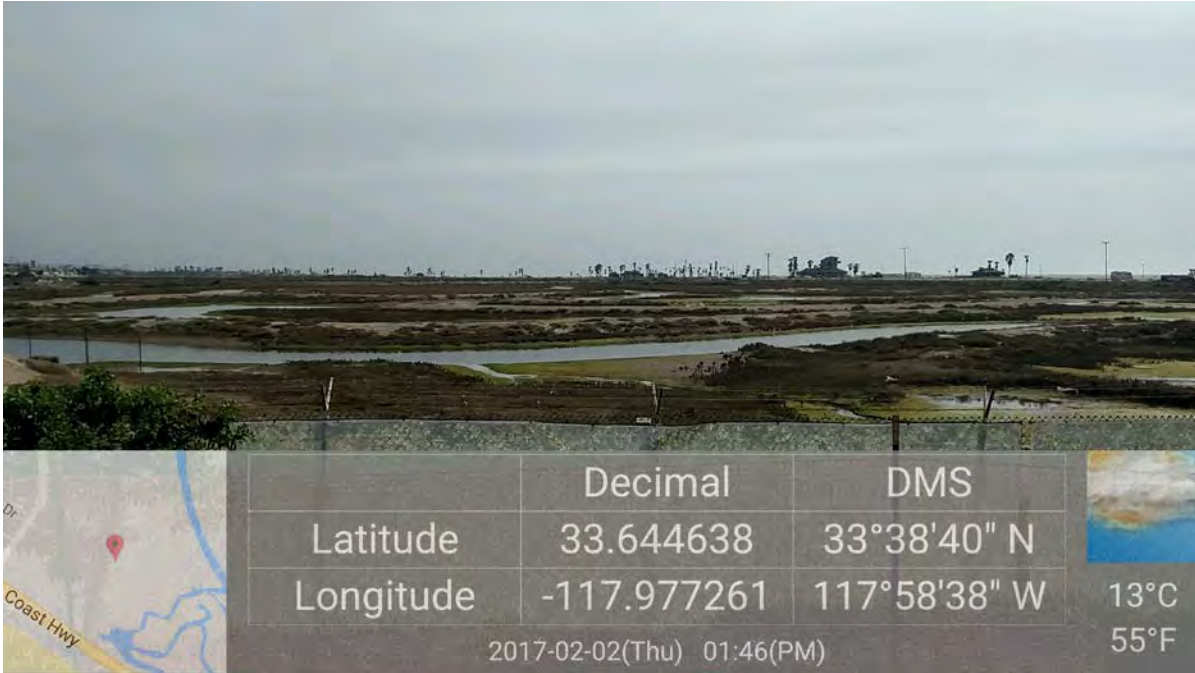 Decimal DMS
Latitude 33.644638 33°38'40" N
Longitude -117.977261 117°58'38" W
2017-02-02(Thu) 01:46(PM)
Dr
Coast Hwy
13°C
55°F